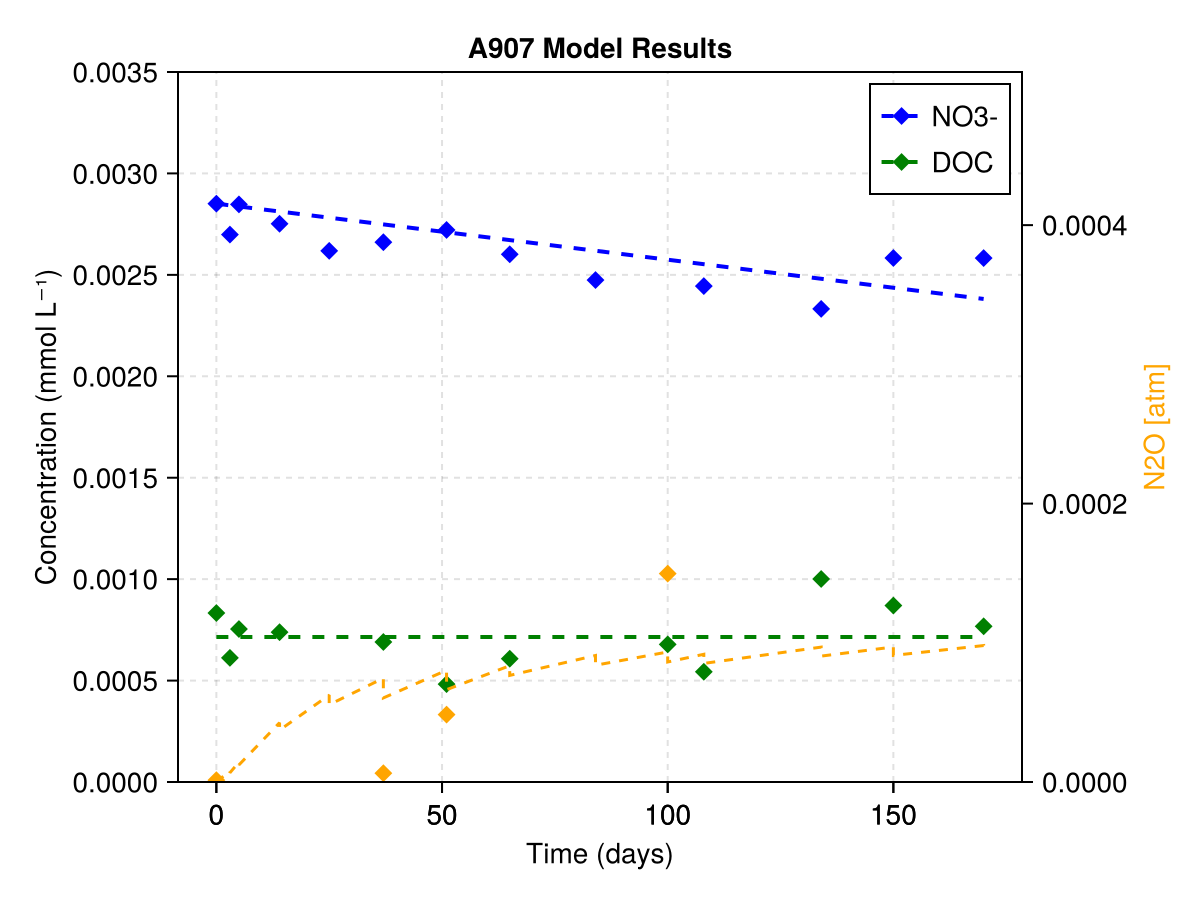 A907 Model Results
0.0035
0.0030
0.0025
0.0020
0.0015
0.0010
0.0005
0.0000
Concentration (mmol L⁻¹)
NO3-
DOC
0.0004
0.0002
0.0000
N2O [atm]
0 50 100 150
Time (days)